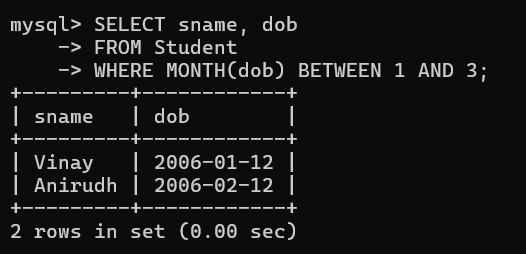 mysql> SELECT sname, dob
    -> FROM Student
    -> WHERE MONTH(dob) BETWEEN 1 AND 3;
+---------+------------+
| sname   | dob        |
+---------+------------+
| Vinay   | 2006-01-12 |
| Anirudh | 2006-02-12 |
+---------+------------+
2 rows in set (0.00 sec)